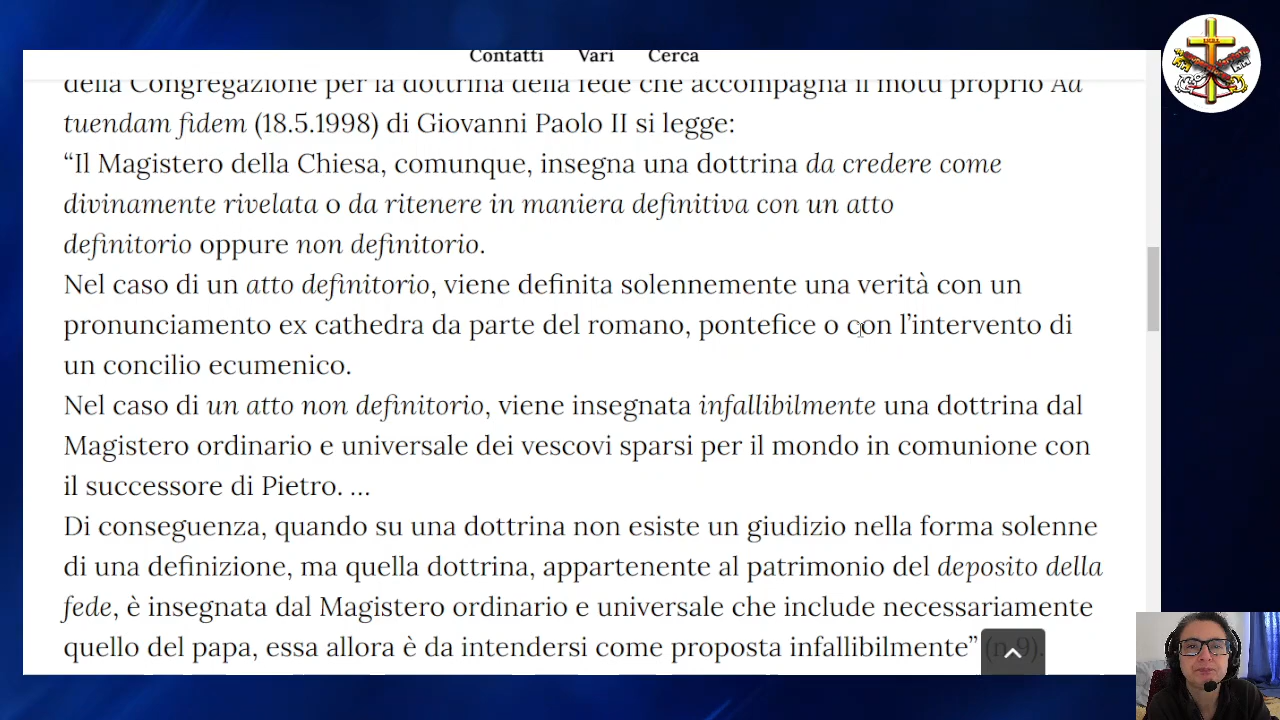 Contatti Vari Cerca
della Congregazione per la dottrina della fede che accompagna il motu proprio Ad
tuendam fidem (18.5.1998) di Giovanni Paolo II si legge:
“Il Magistero della Chiesa, comunque, insegna una dottrina da credere come
divinamente rivelata o da ritenere in maniera definitiva con un atto
definitorio oppure non definitorio.
Nel caso di un atto definitorio, viene definita solennemente una verità con un
pronunciamento ex cathedra da parte del romano, pontefice o con l’intervento di
un concilio ecumenico.
Nel caso di un atto non definitorio, viene insegnata infallibilmente una dottrina dal
Magistero ordinario e universale dei vescovi sparsi per il mondo in comunione con
il successore di Pietro. …
Di conseguenza, quando su una dottrina non esiste un giudizio nella forma solenne
di una definizione, ma quella dottrina, appartenente al patrimonio del deposito della
fede, è insegnata dal Magistero ordinario e universale che include necessariamente
quello del papa, essa allora è da intendersi come proposta infallibilmente” (n. 9).